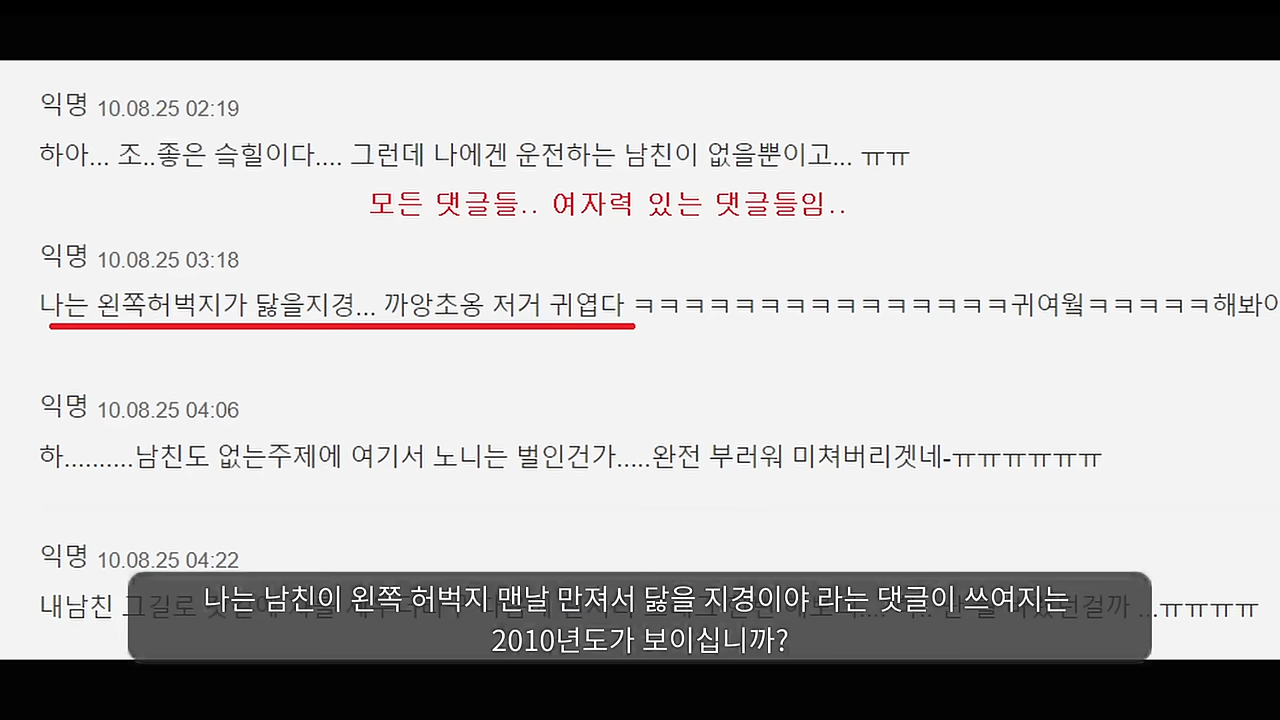 익명 10.08.25 02:19
하아... 조..좋은 슼힐이다.... 그런데 나에겐 운전하는 남친이 없을뿐이고... ㅠㅠ
모든 댓글들.. 여자력 있는 댓글들임..
익명 10.08.25 03:18
나는 왼쪽허벅지가 닳을지경... 까앙초옹 저거 귀엽다 ㅋㅋㅋㅋㅋㅋㅋㅋㅋㅋㅋㅋㅋㅋㅋ귀여웤ㅋㅋㅋㅋㅋ해봐야
익명 10.08.25 04:06
하..........남친도 없는주제에 여기서 노니는 벌인건가.....완전 부러워 미쳐버리겟네-ㅠㅠㅠㅠㅠㅠ
익명 10.08.25 04:22
내남친 그길로
나는 남친이 왼쪽 허벅지 맨날 만져서 닳을 지경이야 라는 댓글이 쓰여지는
2010년도가 보이십니까?